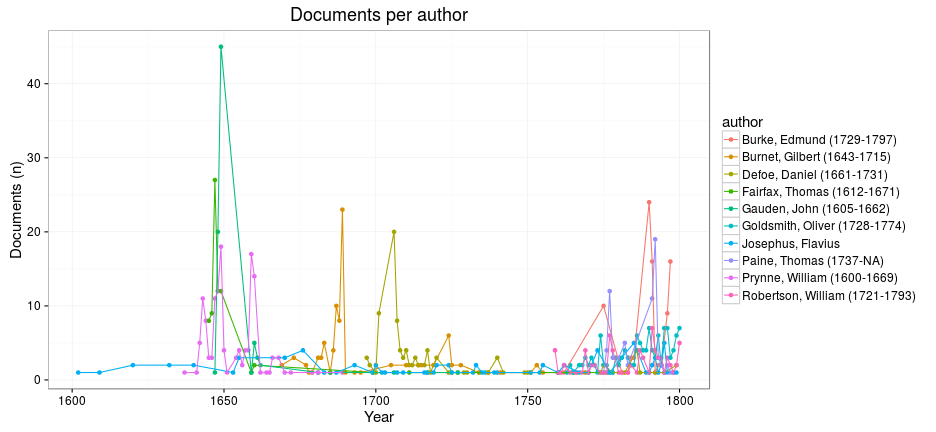 Documents per author
Documents (n)
40
30
20
10
0
1600
1650
1700
1750
1800
Year
author
Burke, Edmund (1729-1797)
Burnet, Gilbert (1643-1715)
Defoe, Daniel (1661-1731)
Fairfax, Thomas (1612-1671)
Gauden, John (1605-1662)
Goldsmith, Oliver (1728-1774)
Josephus, Flavius
Paine, Thomas (1737-NA)
Prynne, William (1600-1669)
Robertson, William (1721-1793)